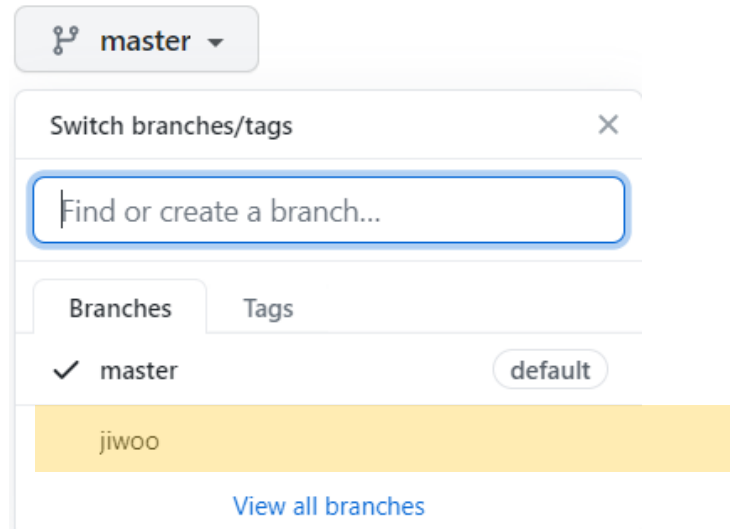 master
Switch branches/tags
Find or create a branch...
Branches Tags
master default
jiwoo
View all branches